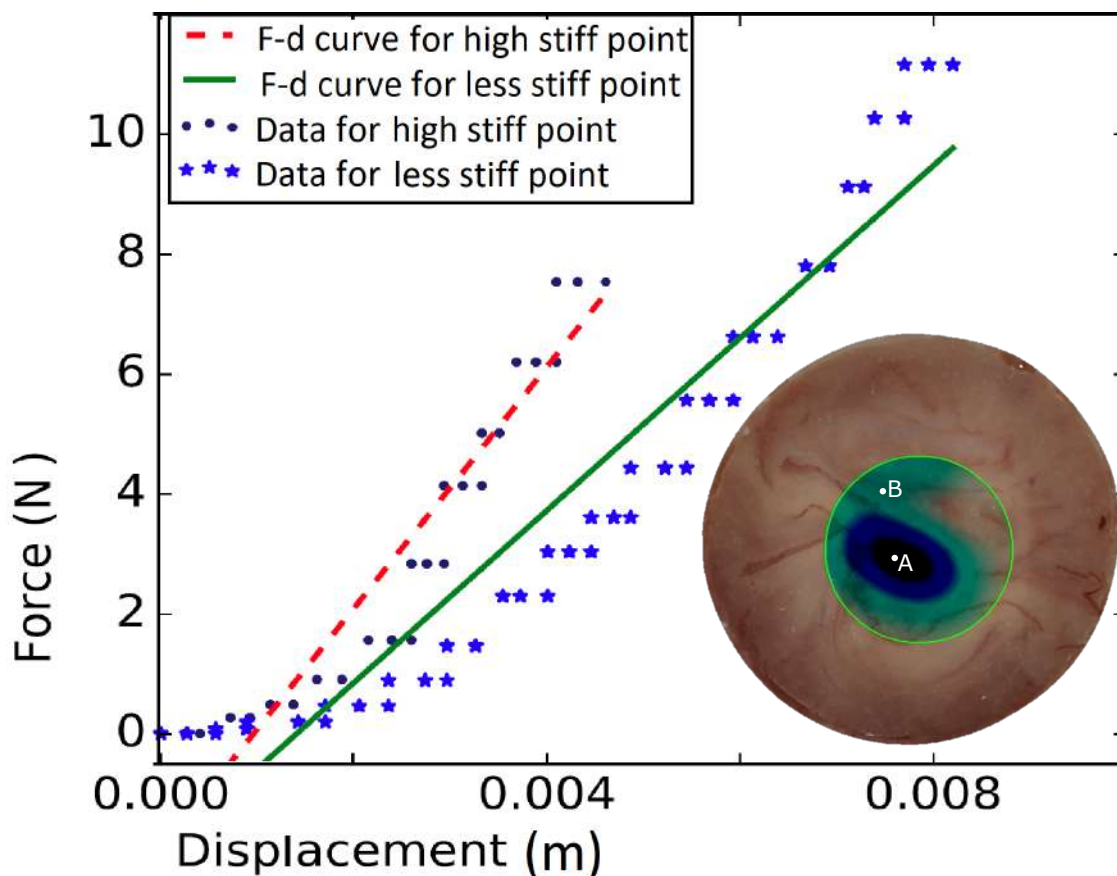 F-d curve for high stiff point
F-d curve for less stiff point
Data for high stiff point
Data for less stiff point
10
8
6
4
2
0
Force (N)
B
A
0.000
0.004
0.008
Displacement (m)